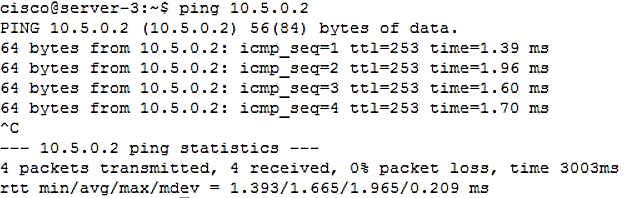 cisco@server-3:~$ ping 10.5.0.2
PING 10.5.0.2 (10.5.0.2) 56(84) bytes of data.
64 bytes from 10.5.0.2: icmp_seq=1 ttl=253 time=1.39 ms
64 bytes from 10.5.0.2: icmp_seq=2 ttl=253 time=1.96 ms
64 bytes from 10.5.0.2: icmp_seq=3 ttl=253 time=1.60 ms
64 bytes from 10.5.0.2: icmp_seq=4 ttl=253 time=1.70 ms
^C
--- 10.5.0.2 ping statistics ---
4 packets transmitted, 4 received, 0% packet loss, time 3003ms
rtt min/avg/max/mdev = 1.393/1.665/1.965/0.209 ms